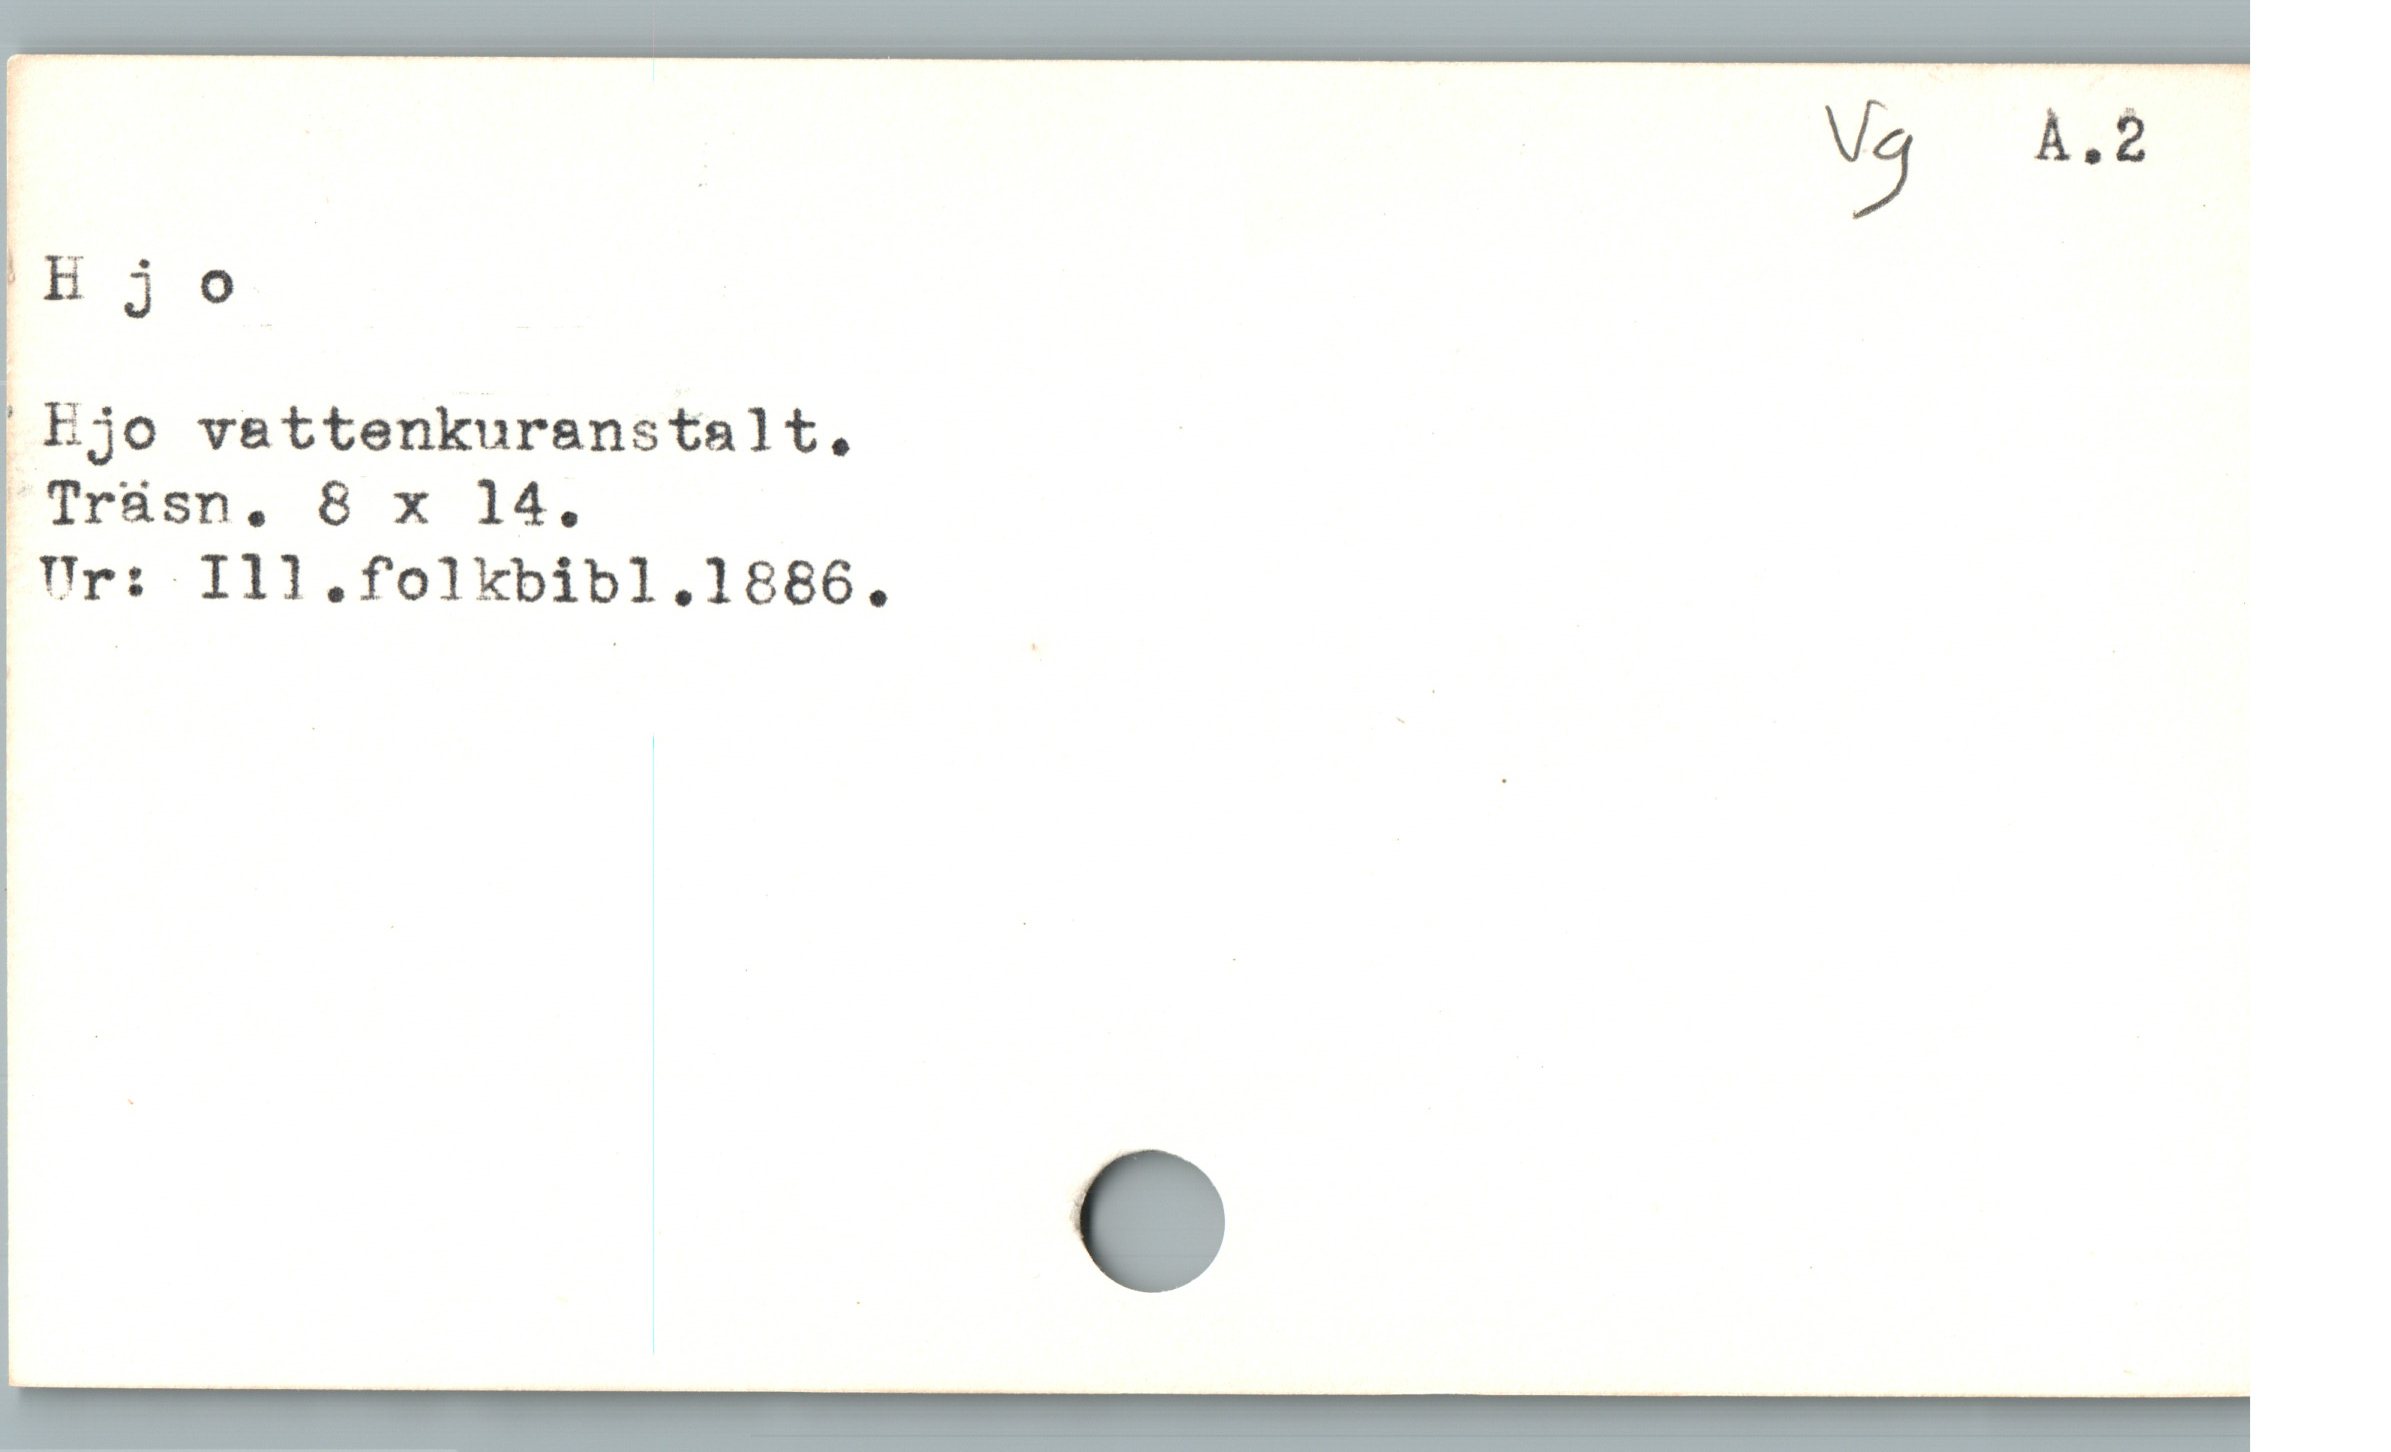 Vg A.2
H j o
Hjo vattenkuranstalt.
Träsn. 8 x 14.
Ur: Ill.folkbibl.1886.